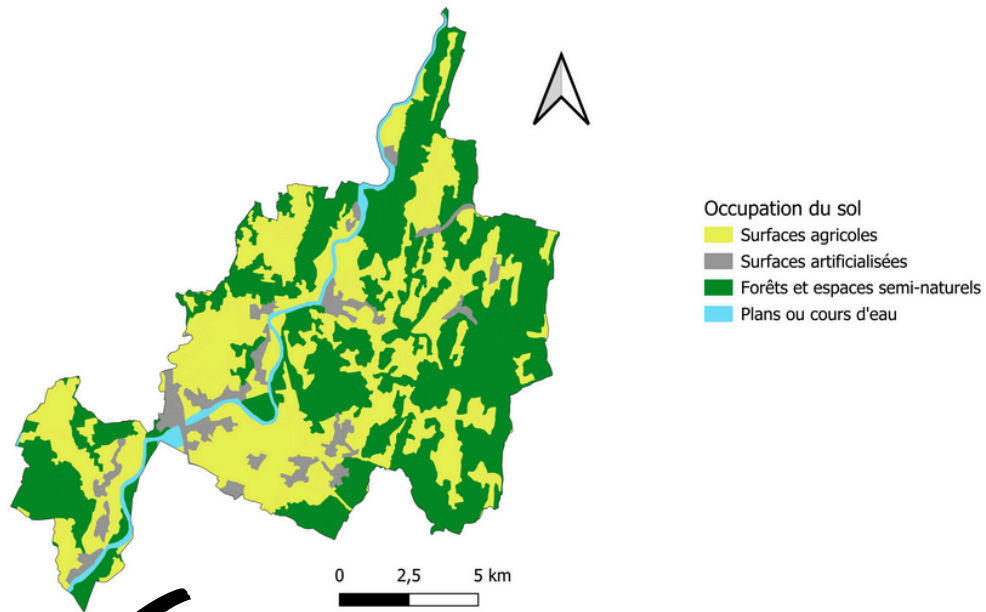 Occupation du sol
Surfaces agricoles
Surfaces artificialisées
Forêts et espaces semi-naturels
Plans ou cours d'eau
0 2,5 5 km